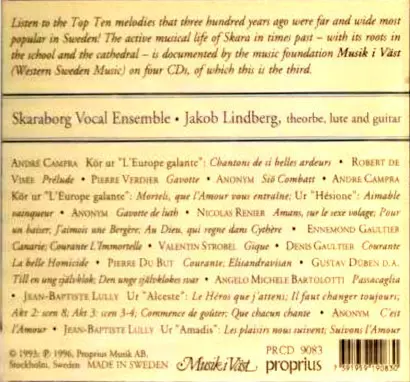 Listen to the Top Ten melodies that three hundred years ago were far and wide most
popular in Sweden! The active musical life of Skara in times past – with its roots in
the school and the cathedral – is documented by the music foundation Musik i Väst
(Western Sweden Music) on four CDs, of which this is the third.
Skaraborg Vocal Ensemble • Jakob Lindberg, theorbe, lute and guitar
ANDRÉ CAMPRA Kör ur "L'Europe galante": Chantons de si belles ardeurs • ROBERT DE
VISÉE Prélude • PIERRE VERDIER Gavotte • ANONYM Siö Combatt • ANDRÉ CAMPRA
Kör ur "L'Europe galante": Mortels, que l'Amour vous entraîne; Ur "Hésione": Aimable
vainqueur • ANONYM Gavotte de luth • NICOLAS RENIER Amans, sur le sexe volage; Pour
un baiser; J'aimois une Bergère; Au Dieu, qui regne dans Cythère • ENNEMOND GAULTIER
Canarie; Courante L'Immortelle • VALENTIN STROBEL Gique • DENIS GAULTIER Courante
La belle Homicide • PIERRE DU BUT Courante; Elisandravisan • GUSTAV DÜBEN D.Ä.
Till en ung självklok; Den unge självklokes svar • ANGELO MICHELE BARTOLOTTI Passacaglia
• JEAN-BAPTISTE LULLY Ur "Alceste": Le Héros que j'attens; Il faut changer toujours;
Akt 2: scen 8; Akt 3: scen 3-4; Commence de goûter; Que chacun chante • ANONYM C'est
l'Amour • JEAN-BAPTISTE LULLY Ur "Amadis": Les plaisirs nous suivent; Suivons l'Amour
© 1993; ℗ 1996, Proprius Musik AB.
Stockholm, Sweden MADE IN SWEDEN
Musik i Väst
PRCD 9083
proprius
7 391959 190830